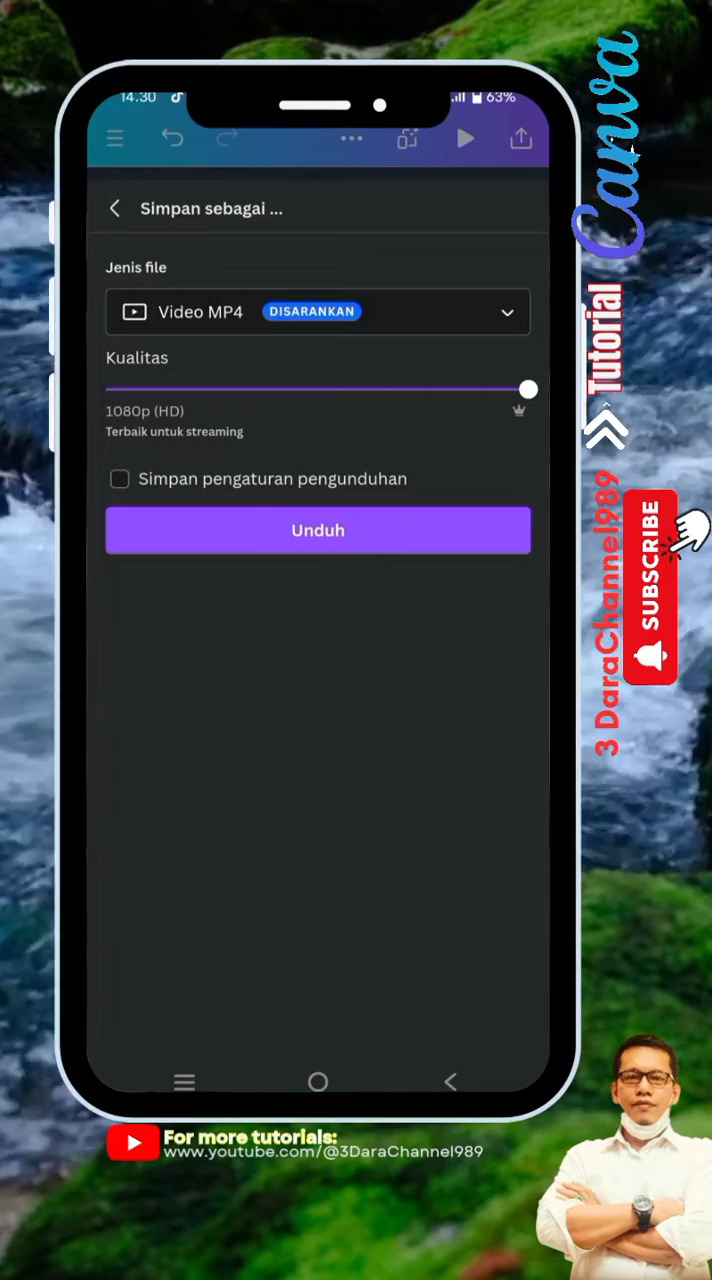 14.30
63%
Simpan sebagai ...
Jenis file
Video MP4 DISARANKAN
Kualitas
1080p (HD)
Terbaik untuk streaming
Simpan pengaturan pengunduhan
Unduh
Canva
Tutorial
3 DaraChannel989
SUBSCRIBE
For more tutorials:
www.youtube.com/@3DaraChannel989